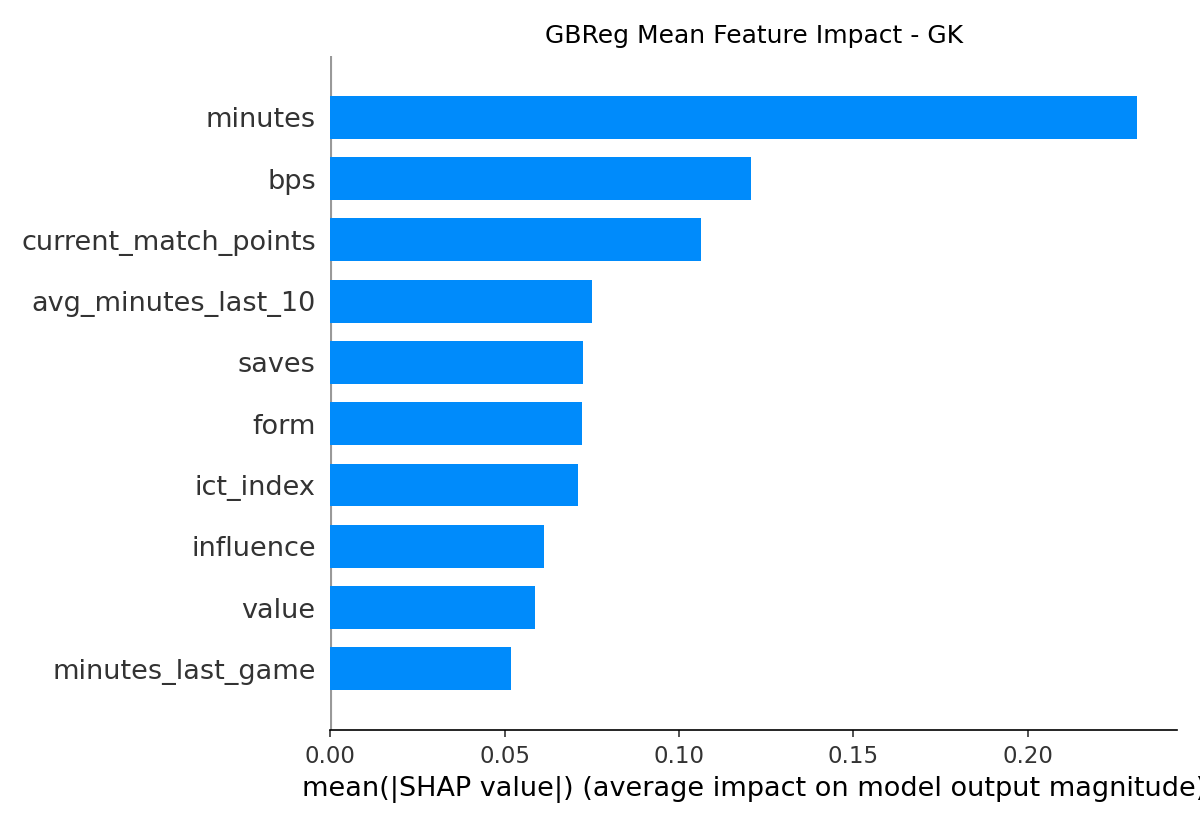 GBReg Mean Feature Impact - GK
minutes
bps
current_match_points
avg_minutes_last_10
saves
form
ict_index
influence
value
minutes_last_game
0.00 0.05 0.10 0.15 0.20
mean(|SHAP value|) (average impact on model output magnitude)